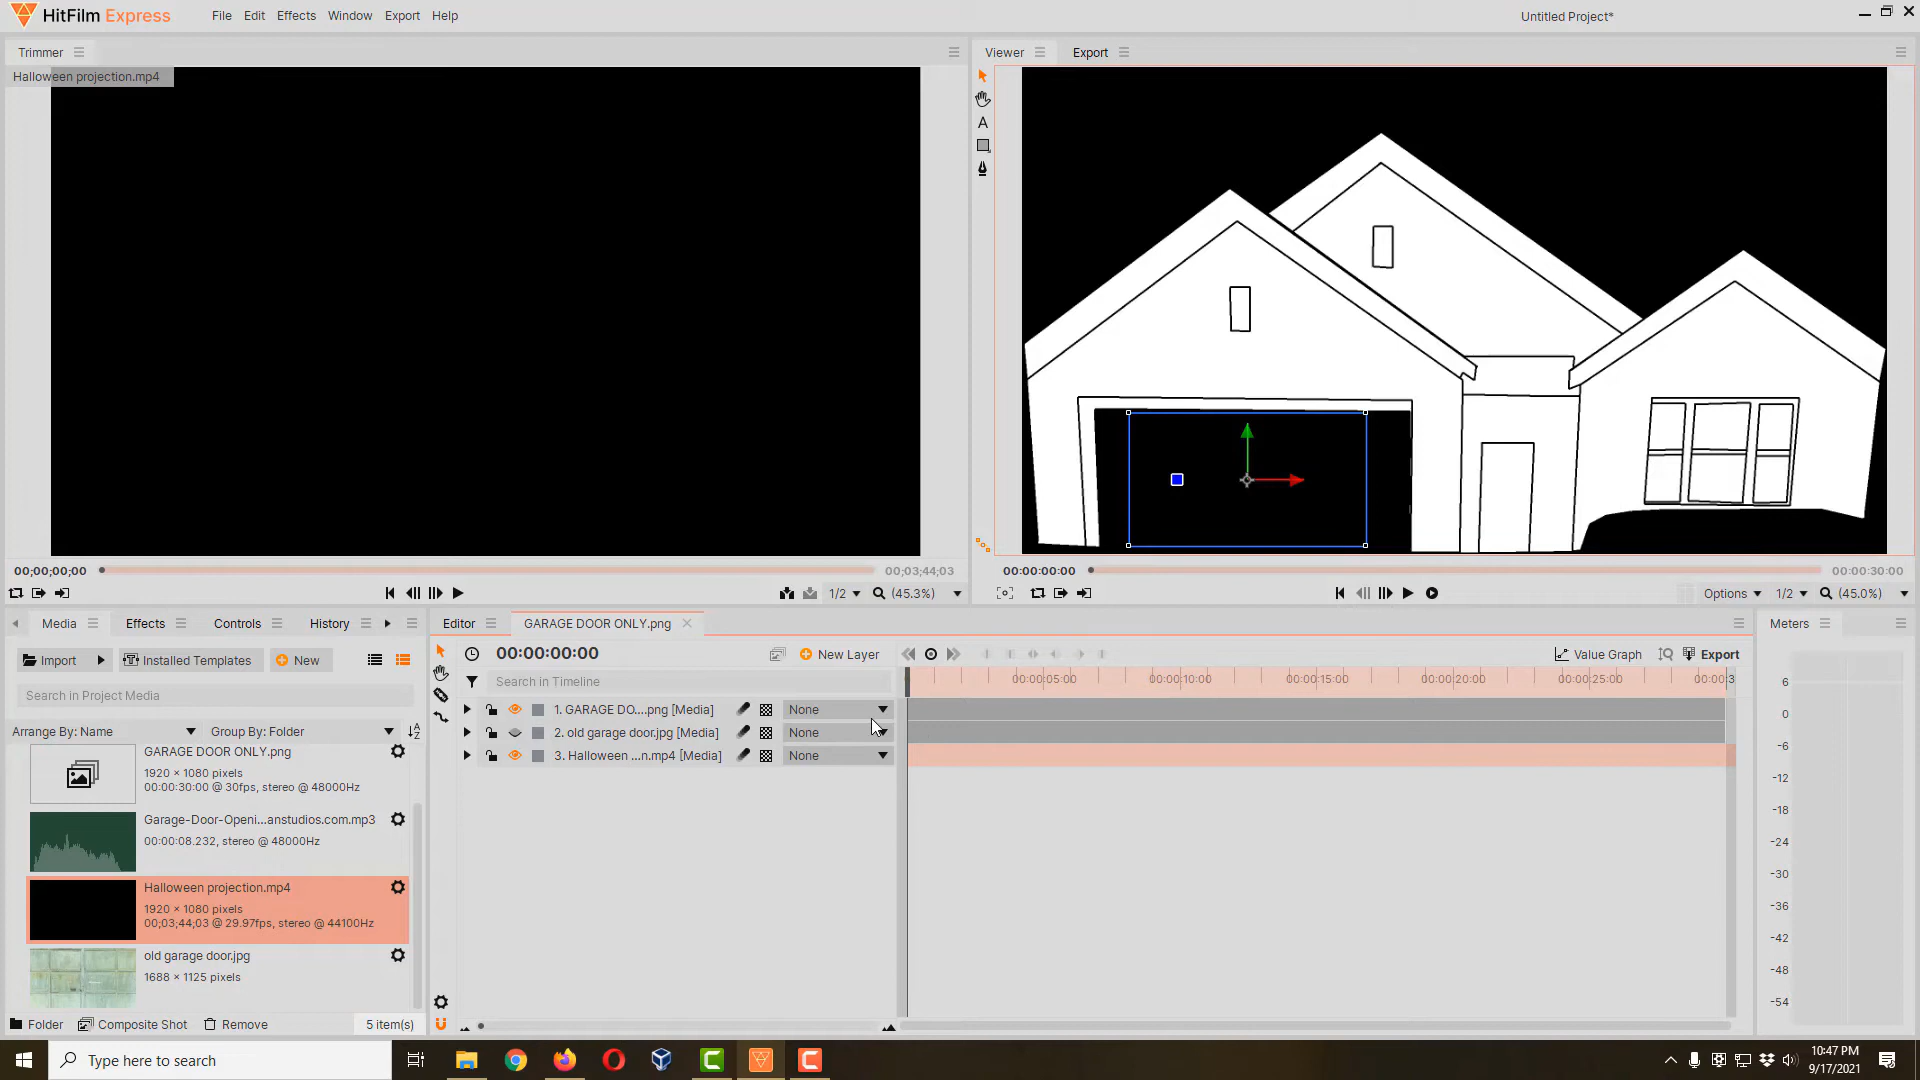 HitFilm Express
File Edit Effects Window Export Help
Untitled Project*
Trimmer
Viewer
Export
Halloween projection.mp4
A
00;00;00;00
00;03;44;03
1/2
(45.3%)
00:00:00:00
00:00:30:00
Options
1/2
(45.0%)
Media
Effects
Controls
History
Editor
GARAGE DOOR ONLY.png
Meters
Import
Installed Templates
New
00:00:00:00
New Layer
Value Graph
Export
Search in Project Media
Search in Timeline
00:00:05:00
00:00:10:00
00:00:15:00
00:00:20:00
00:00:25:00
00:00:3
Arrange By: Name
Group By: Folder
1. GARAGE DO....png [Media]
None
2. old garage door.jpg [Media]
None
3. Halloween ...n.mp4 [Media]
None
GARAGE DOOR ONLY.png
1920 × 1080 pixels
00:00:30:00 @ 30fps, stereo @ 48000Hz
Garage-Door-Openi...anstudios.com.mp3
00:00:08.232, stereo @ 48000Hz
Halloween projection.mp4
1920 × 1080 pixels
00;03;44;03 @ 29.97fps, stereo @ 44100Hz
old garage door.jpg
1688 × 1125 pixels
6
0
-6
-12
-18
-24
-30
-36
-42
-48
-54
Folder
Composite Shot
Remove
5 item(s)
Type here to search
10:47 PM
9/17/2021